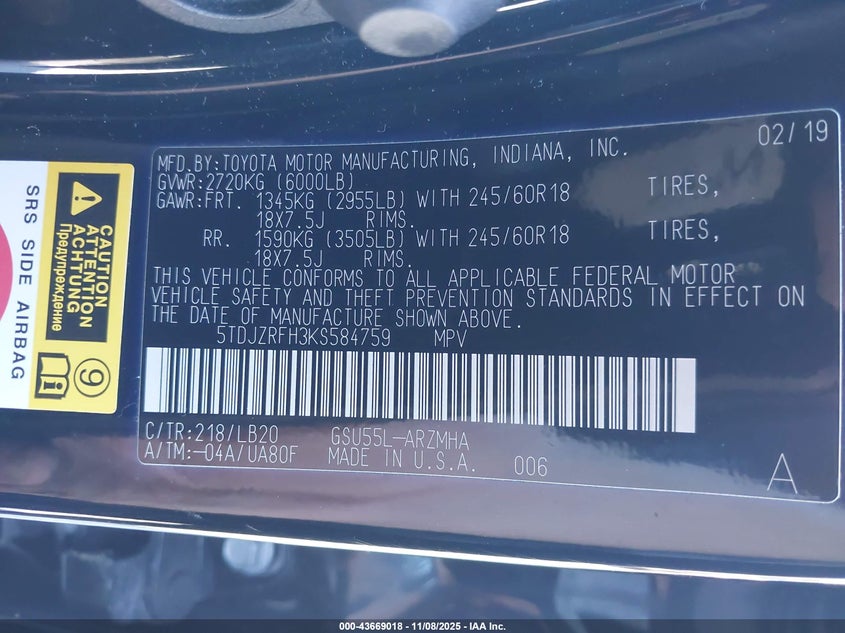 02/19
MFD.BY:TOYOTA MOTOR MANUFACTURING, INDIANA, INC.
GVWR:2720KG (6000LB)
GAWR:FRT. 1345KG (2955LB) WITH 245/60R18 TIRES,
18X7.5J RIMS.
RR. 1590KG (3505LB) WITH 245/60R18 TIRES,
18X7.5J RIMS.
THIS VEHICLE CONFORMS TO ALL APPLICABLE FEDERAL MOTOR
VEHICLE SAFETY AND THEFT PREVENTION STANDARDS IN EFFECT ON
THE DATE OF MANUFACTURE SHOWN ABOVE.
5TDJZRFH3KS584759 MPV
C/TR:218/LB20 GSU55L-ARZMHA
A/TM:-04A/UA80F MADE IN U.S.A. 006
A
SRS SIDE AIRBAG
CAUTION
ATTENTION
ACHTUNG
Предупреждение
9
000-43669018 - 11/08/2025 - IAA Inc.